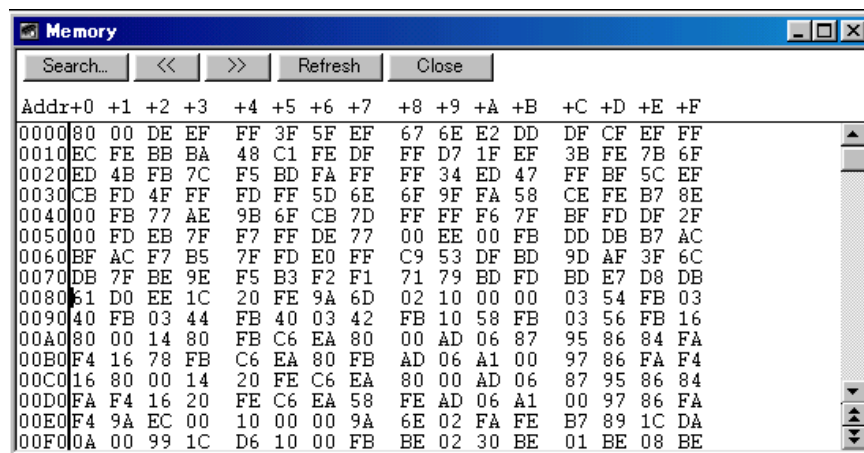 Memory
Search... << >> Refresh Close
Addr+0 +1 +2 +3 +4 +5 +6 +7 +8 +9 +A +B +C +D +E +F
0000 80 00 DE EF FF 3F 5F EF 67 6E E2 DD DF CF EF FF
0010 EC FE BB BA 48 C1 FE DF FF D7 1F EF 3B FE 7B 6F
0020 ED 4B FB 7C F5 BD FA FF FF 34 ED 47 FF BF 5C EF
0030 CB FD 4F FF FD FF 5D 6E 6F 9F FA 58 CE FE B7 8E
0040 00 FB 77 AE 9B 6F CB 7D FF FF F6 7F BF FD DF 2F
0050 00 FD EB 7F F7 FF DE 77 00 EE 00 FB DD DB B7 AC
0060 BF AC F7 B5 7F FD E0 FF C9 53 DF BD 9D AF 3F 6C
0070 DB 7F BE 9E F5 B3 F2 F1 71 79 BD FD BD E7 D8 DB
0080 61 D0 EE 1C 20 FE 9A 6D 02 10 00 00 03 54 FB 03
0090 40 FB 03 44 FB 40 03 42 FB 10 58 FB 03 56 FB 16
00A0 80 00 14 80 FB C6 EA 80 00 AD 06 87 95 86 84 FA
00B0 F4 16 78 FB C6 EA 80 FB AD 06 A1 00 97 86 FA F4
00C0 16 80 00 14 20 FE C6 EA 80 00 AD 06 87 95 86 84
00D0 FA F4 16 20 FE C6 EA 58 FE AD 06 A1 00 97 86 FA
00E0 F4 9A EC 00 10 00 00 9A 6E 02 FA FE B7 89 1C DA
00F0 0A 00 99 1C D6 10 00 FB BE 02 30 BE 01 BE 08 BE